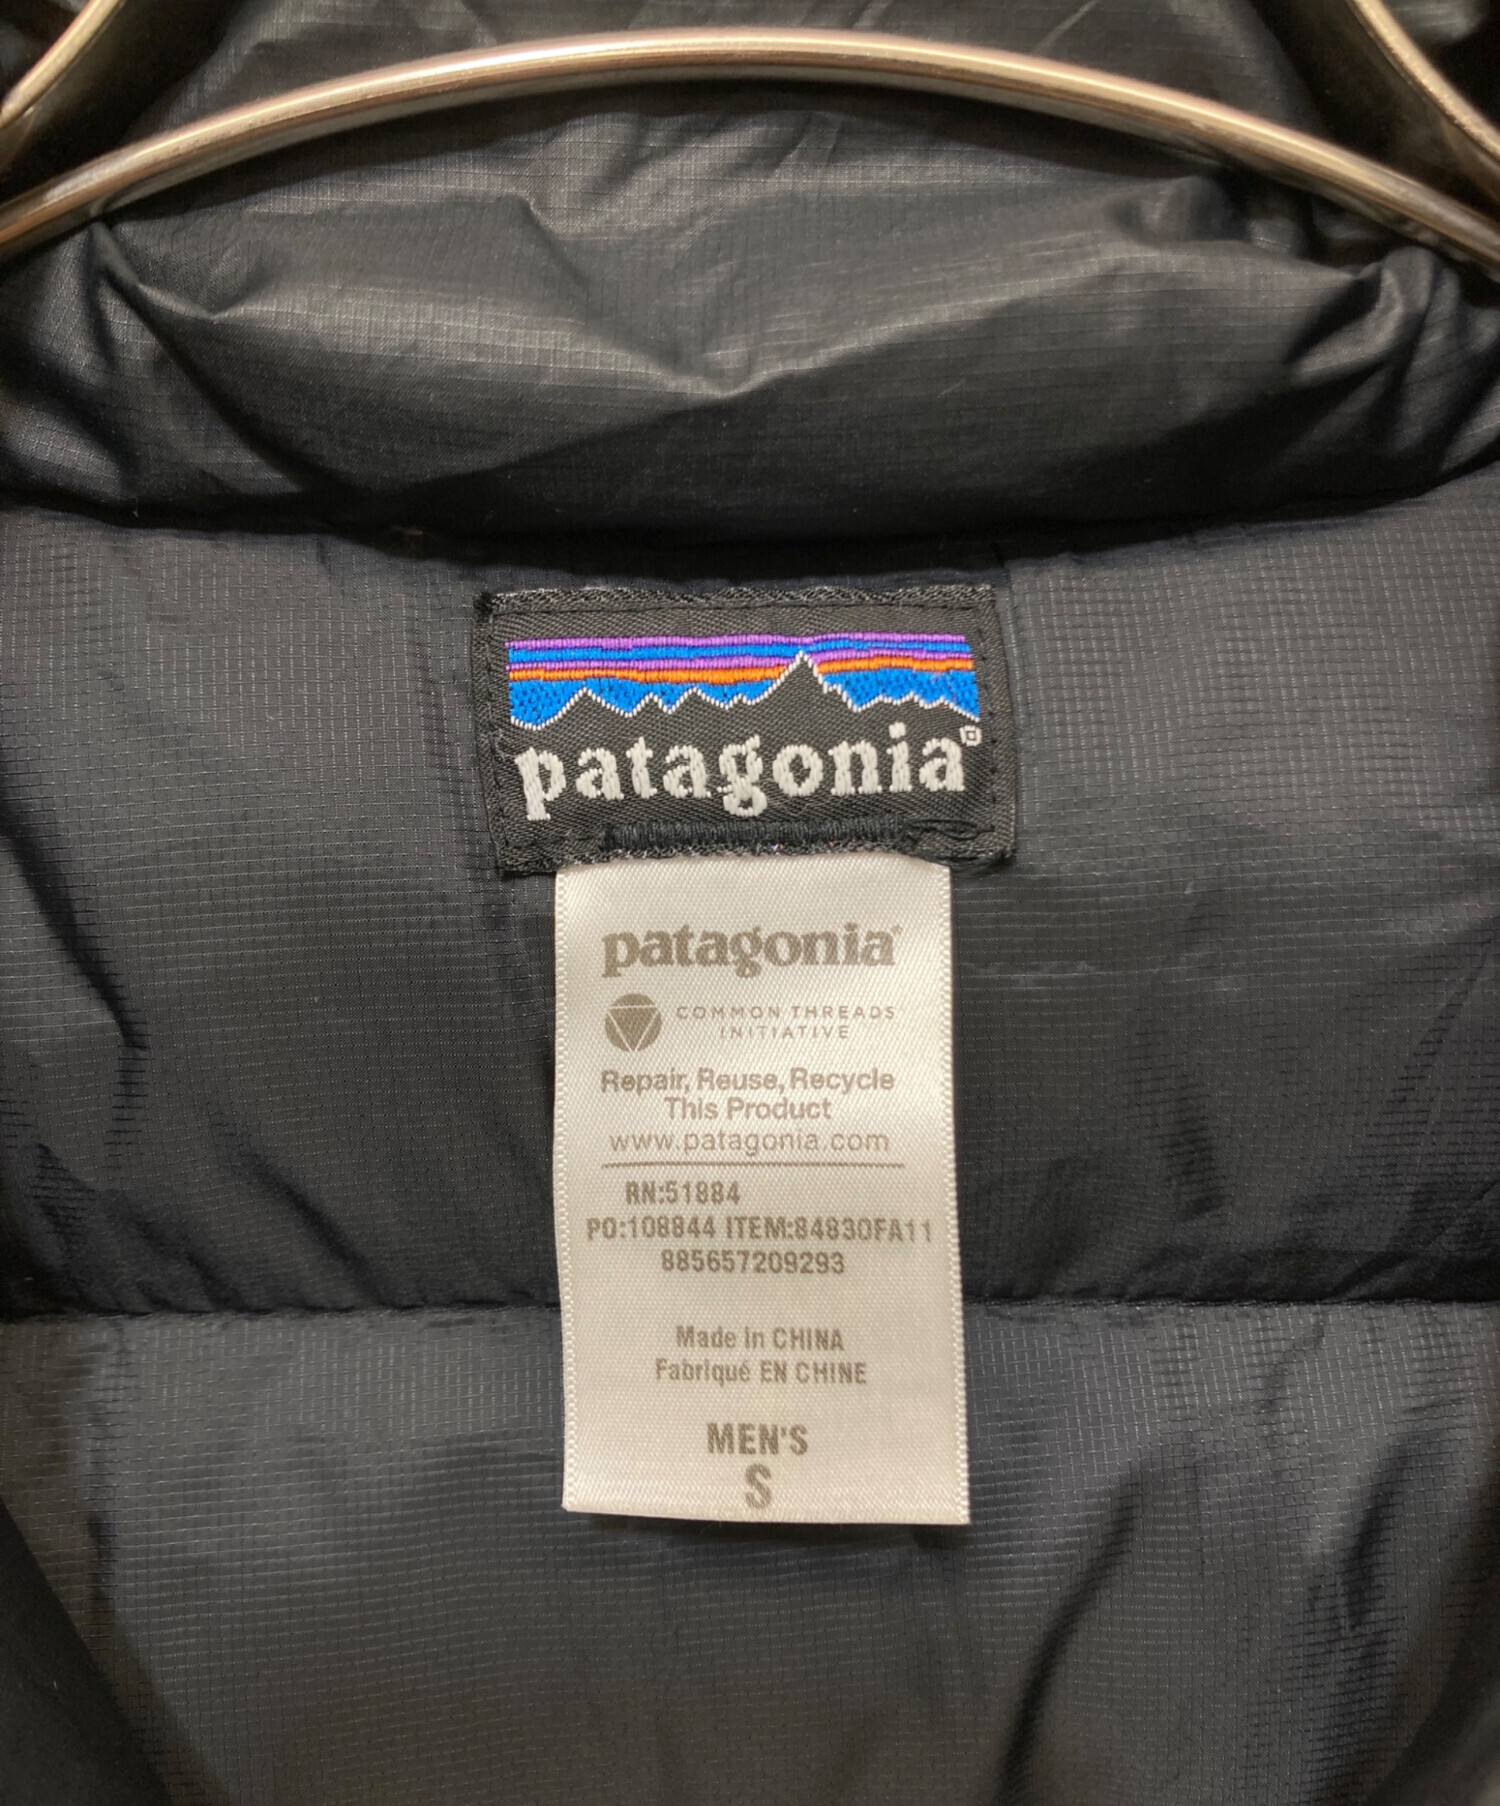 patagonia®
patagonia®
COMMON THREADS
INITIATIVE
Repair, Reuse, Recycle
This Product
www.patagonia.com
RN:51884
PO:108844 ITEM:84830FA11
885657209293
Made in CHINA
Fabriqué EN CHINE
MEN'S
S